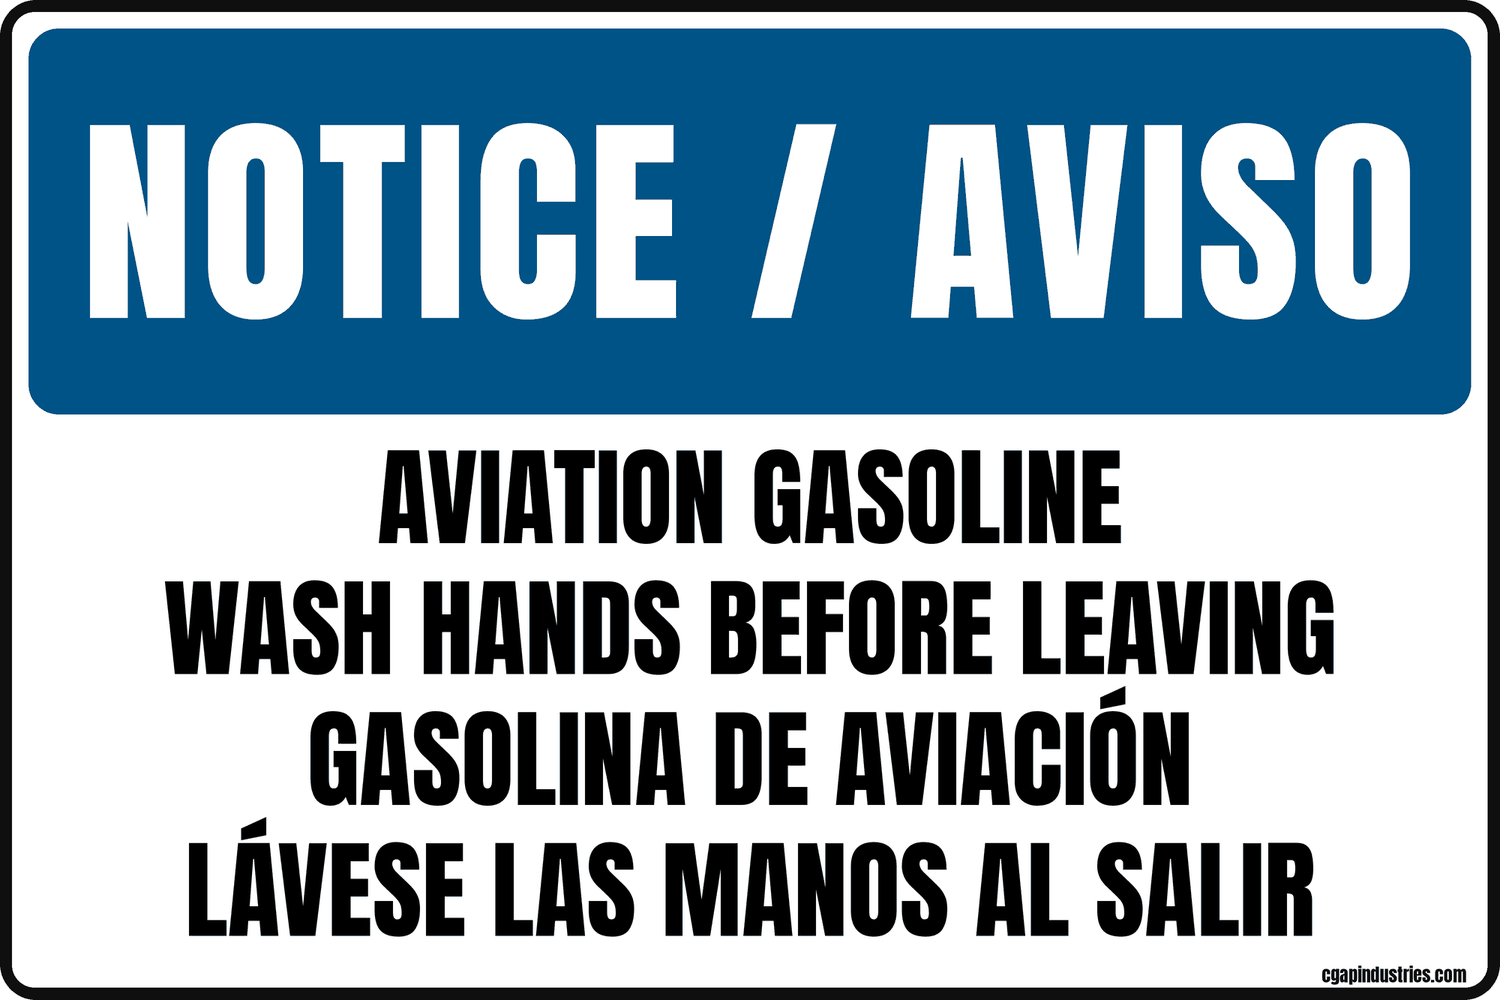 NOTICE / AVISO
AVIATION GASOLINE
WASH HANDS BEFORE LEAVING
GASOLINA DE AVIACIÓN
LÁVESE LAS MANOS AL SALIR
cgapindustries.com